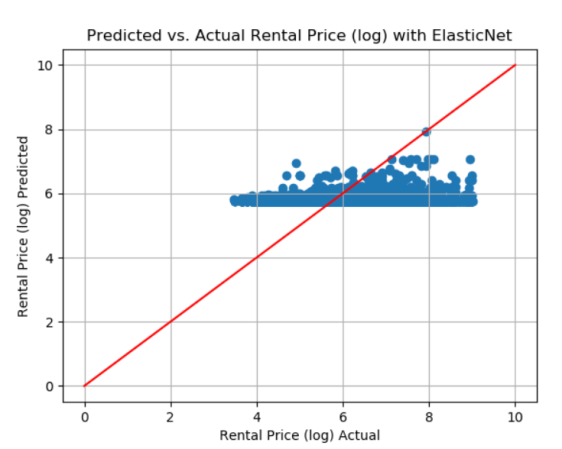 Predicted vs. Actual Rental Price (log) with ElasticNet
Rental Price (log) Predicted
10
8
6
4
2
0
0 2 4 6 8 10
Rental Price (log) Actual